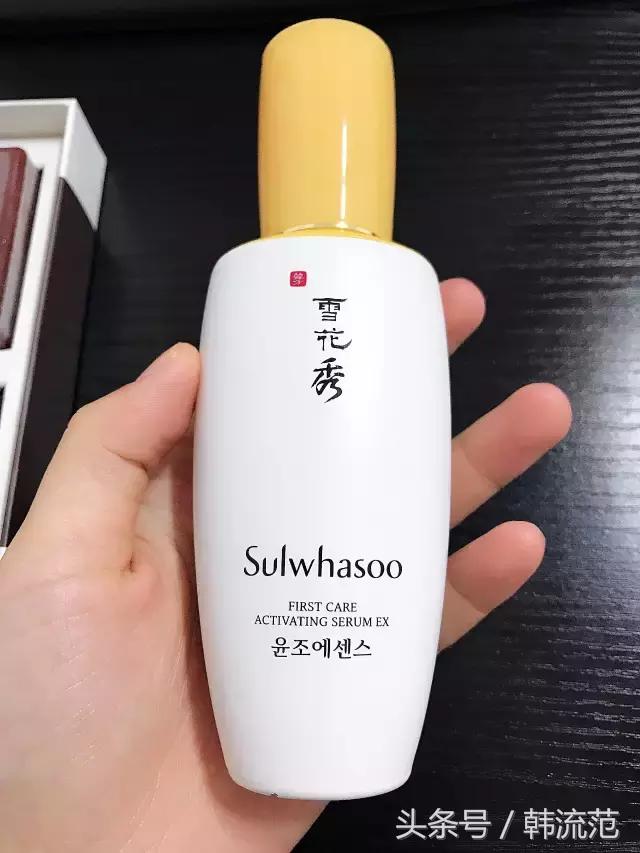 雪
花
秀
Sulwhasoo
FIRST CARE
ACTIVATING SERUM EX
윤조에센스
头条号 / 韩流范